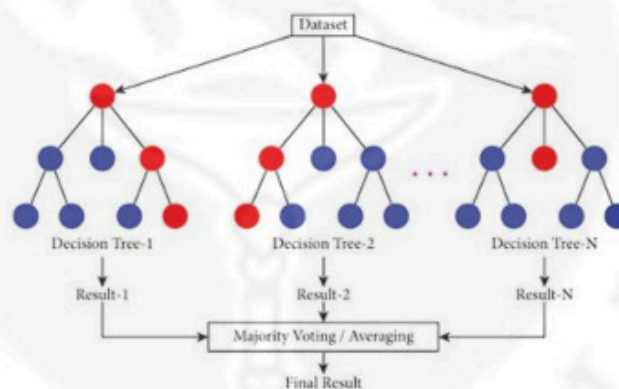 Dataset
. . .
Decision Tree-1
Decision Tree-2
Decision Tree-N
Result-1
Result-2
Result-N
Majority Voting / Averaging
Final Result